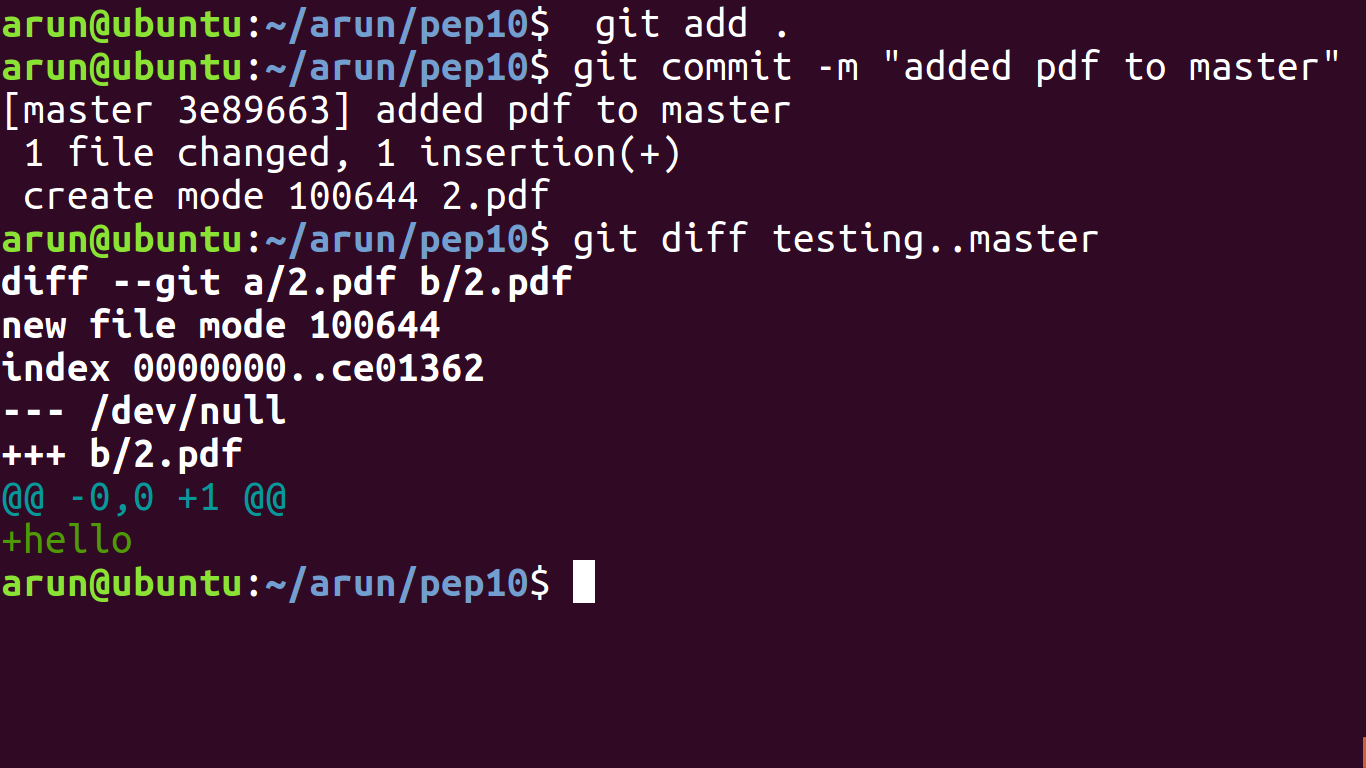 arun@ubuntu:~/arun/pep10$  git add .
arun@ubuntu:~/arun/pep10$ git commit -m "added pdf to master"
[master 3e89663] added pdf to master
 1 file changed, 1 insertion(+)
 create mode 100644 2.pdf
arun@ubuntu:~/arun/pep10$ git diff testing..master
diff --git a/2.pdf b/2.pdf
new file mode 100644
index 0000000..ce01362
--- /dev/null
+++ b/2.pdf
@@ -0,0 +1 @@
+hello
arun@ubuntu:~/arun/pep10$